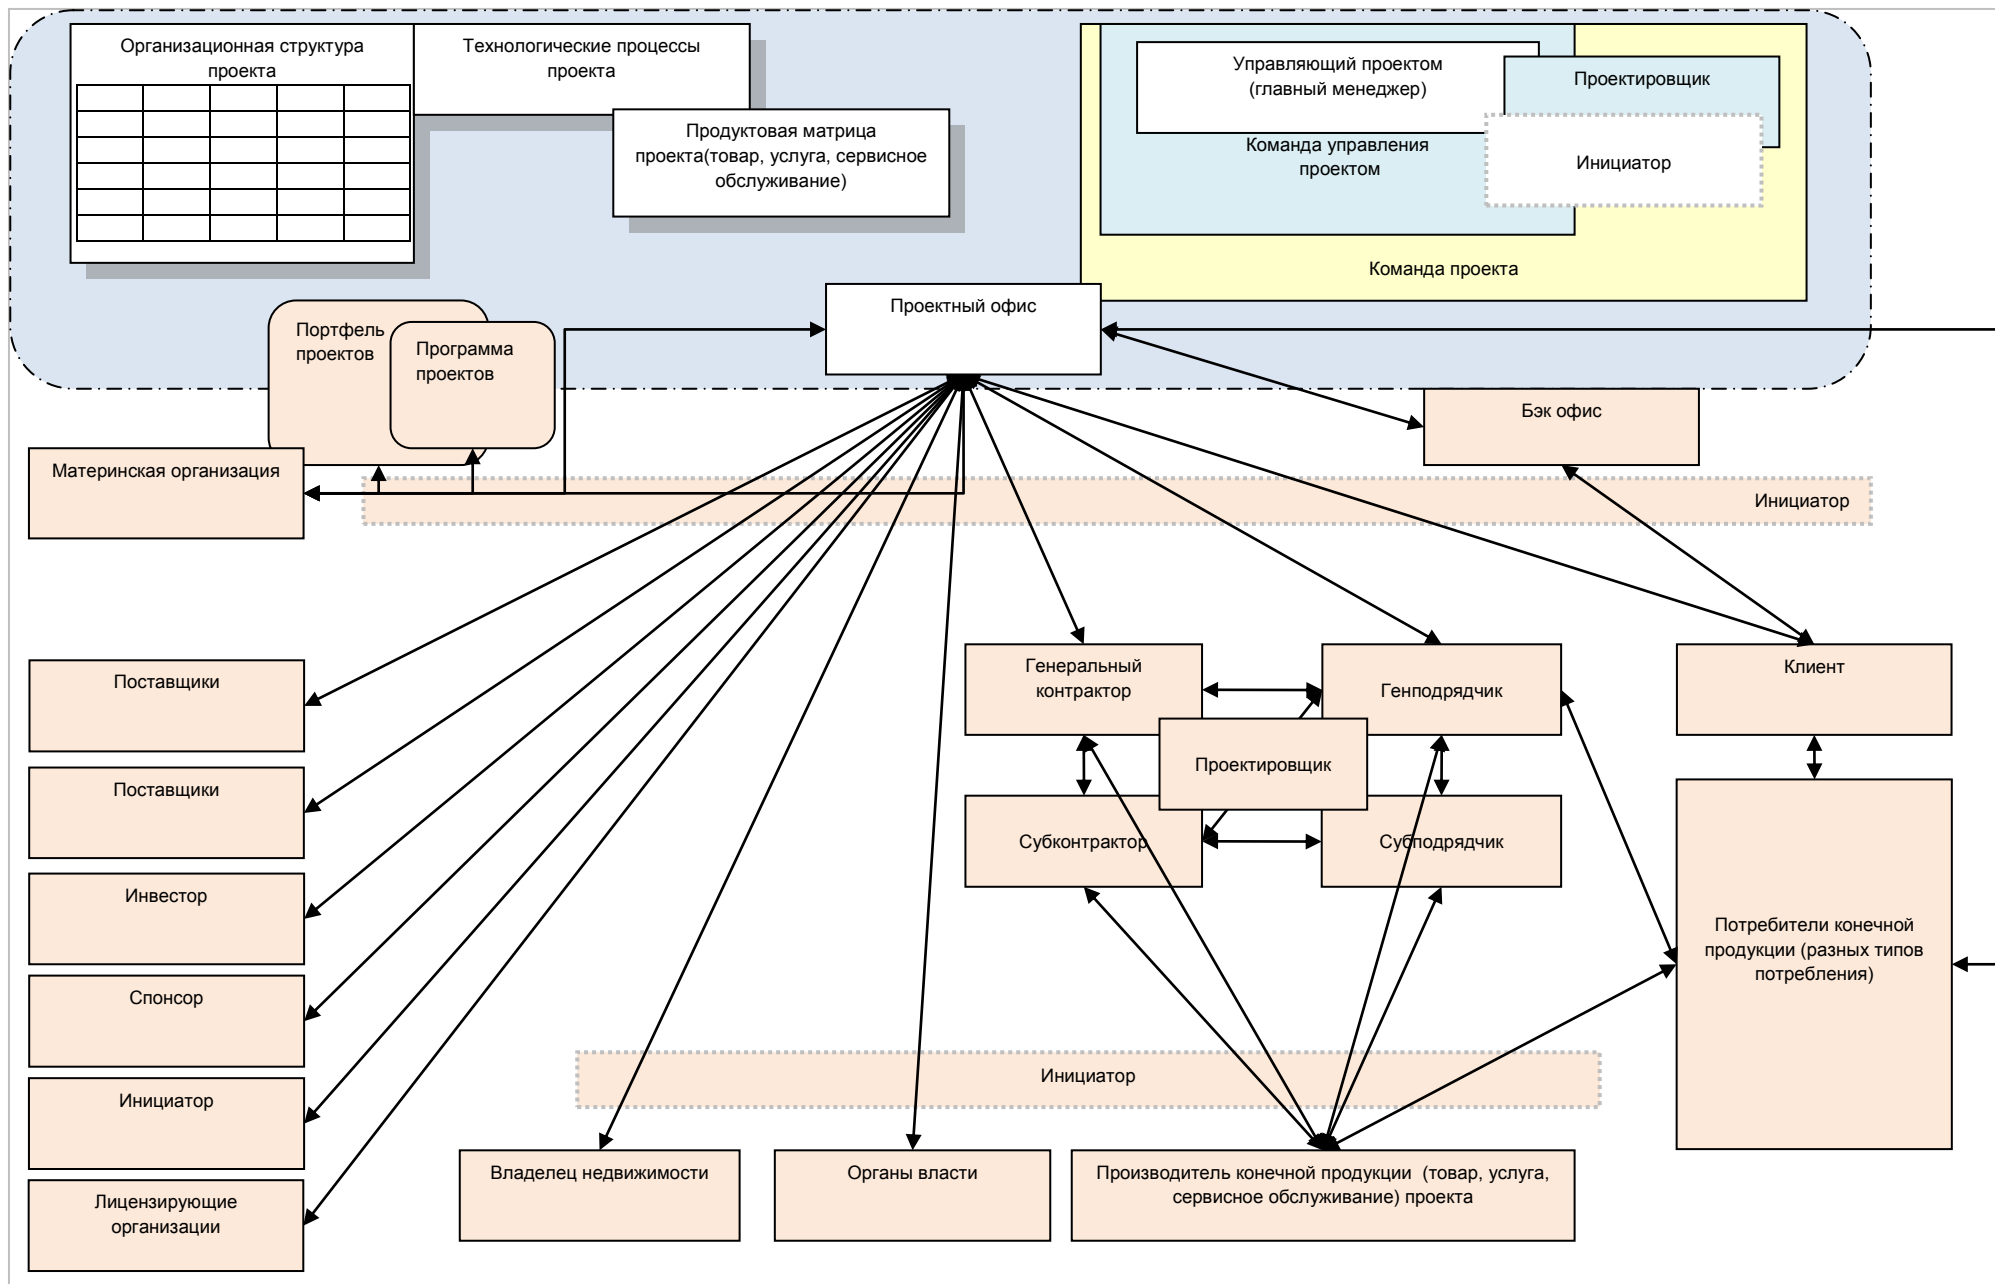 Организационная структура
проекта
Технологические процессы
проекта
Продуктовая матрица
проекта(товар, услуга, сервисное
обслуживание)
Управляющий проектом
(главный менеджер)
Проектировщик
Команда управления
проектом
Инициатор
Команда проекта
Проектный офис
Портфель
проектов
Программа
проектов
Бэк офис
Материнская организация
Инициатор
Поставщики
Генеральный
контрактор
Генподрядчик
Клиент
Проектировщик
Поставщики
Субконтрактор
Субподрядчик
Инвестор
Потребители конечной
продукции (разных типов
потребления)
Спонсор
Инициатор
Инициатор
Владелец недвижимости
Органы власти
Производитель конечной продукции (товар, услуга,
сервисное обслуживание) проекта
Лицензирующие
организации